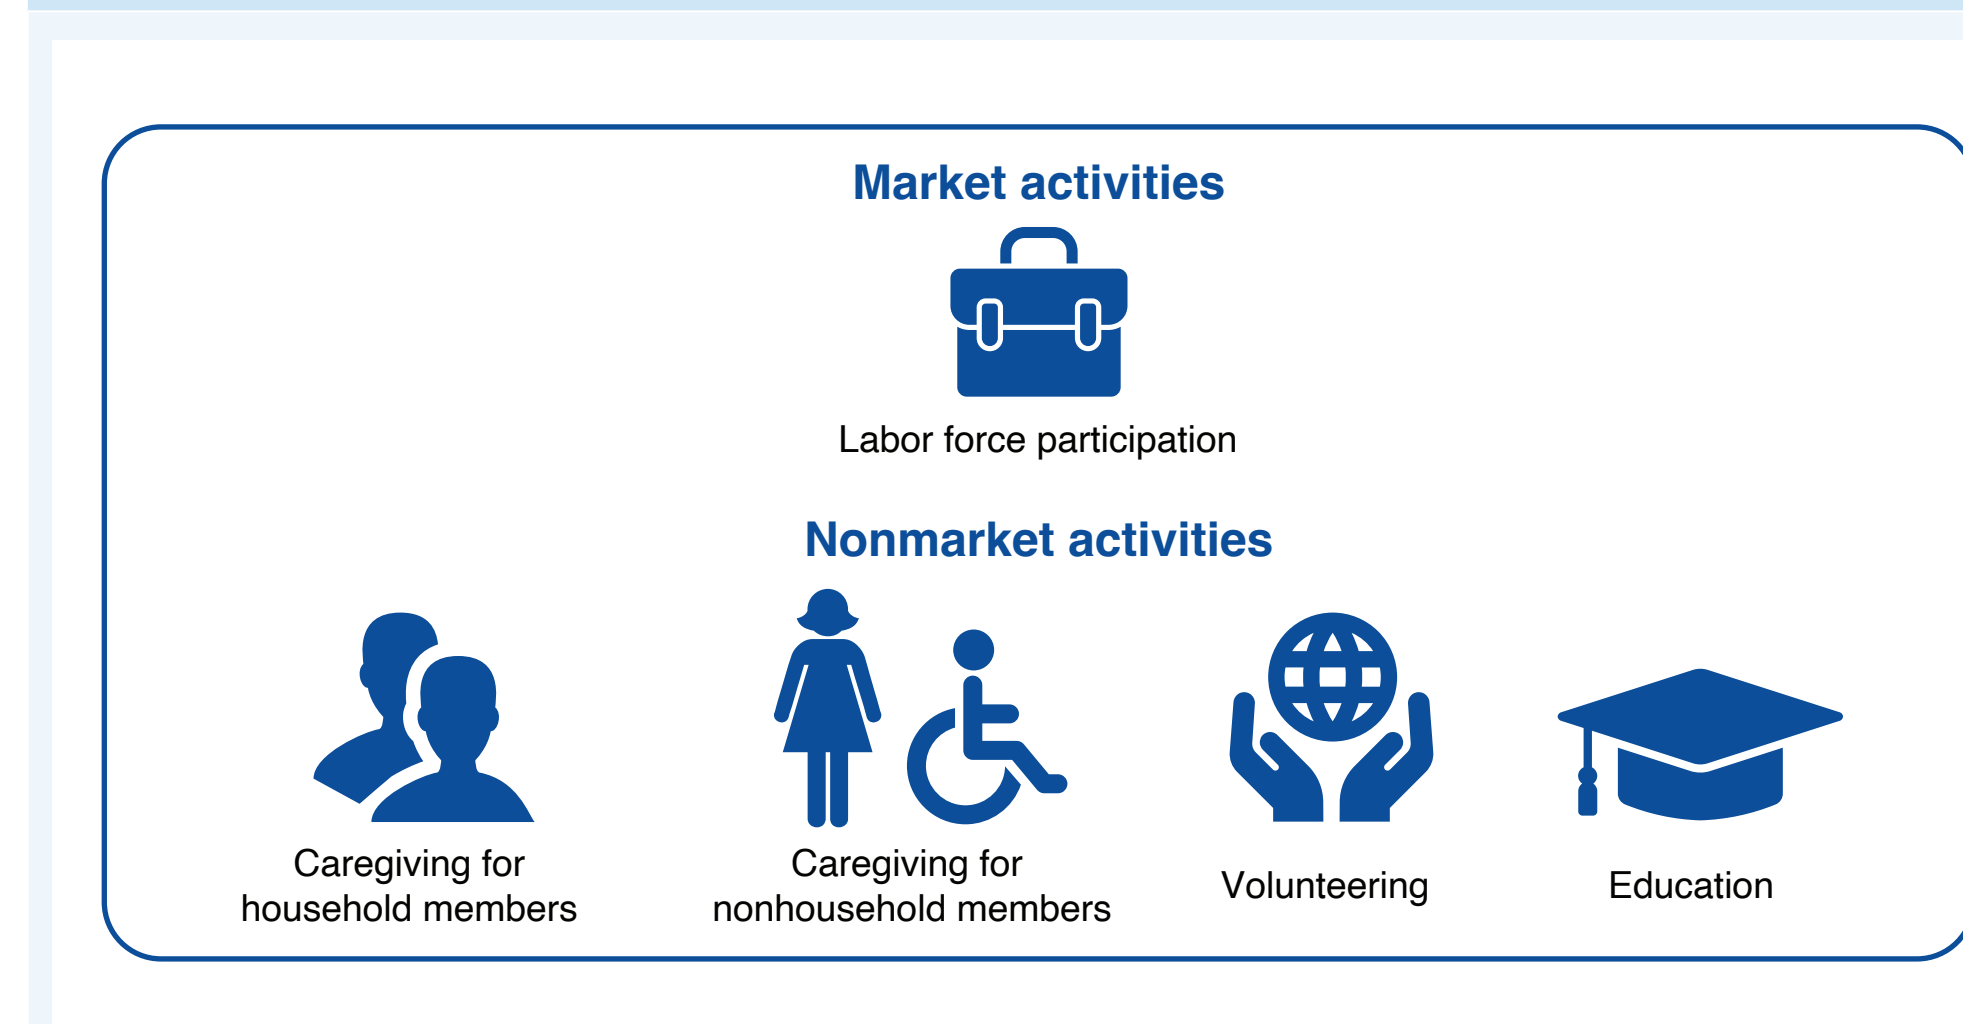 Market activities
Labor force participation
Nonmarket activities
Caregiving for
household members
Caregiving for
nonhousehold members
Volunteering
Education